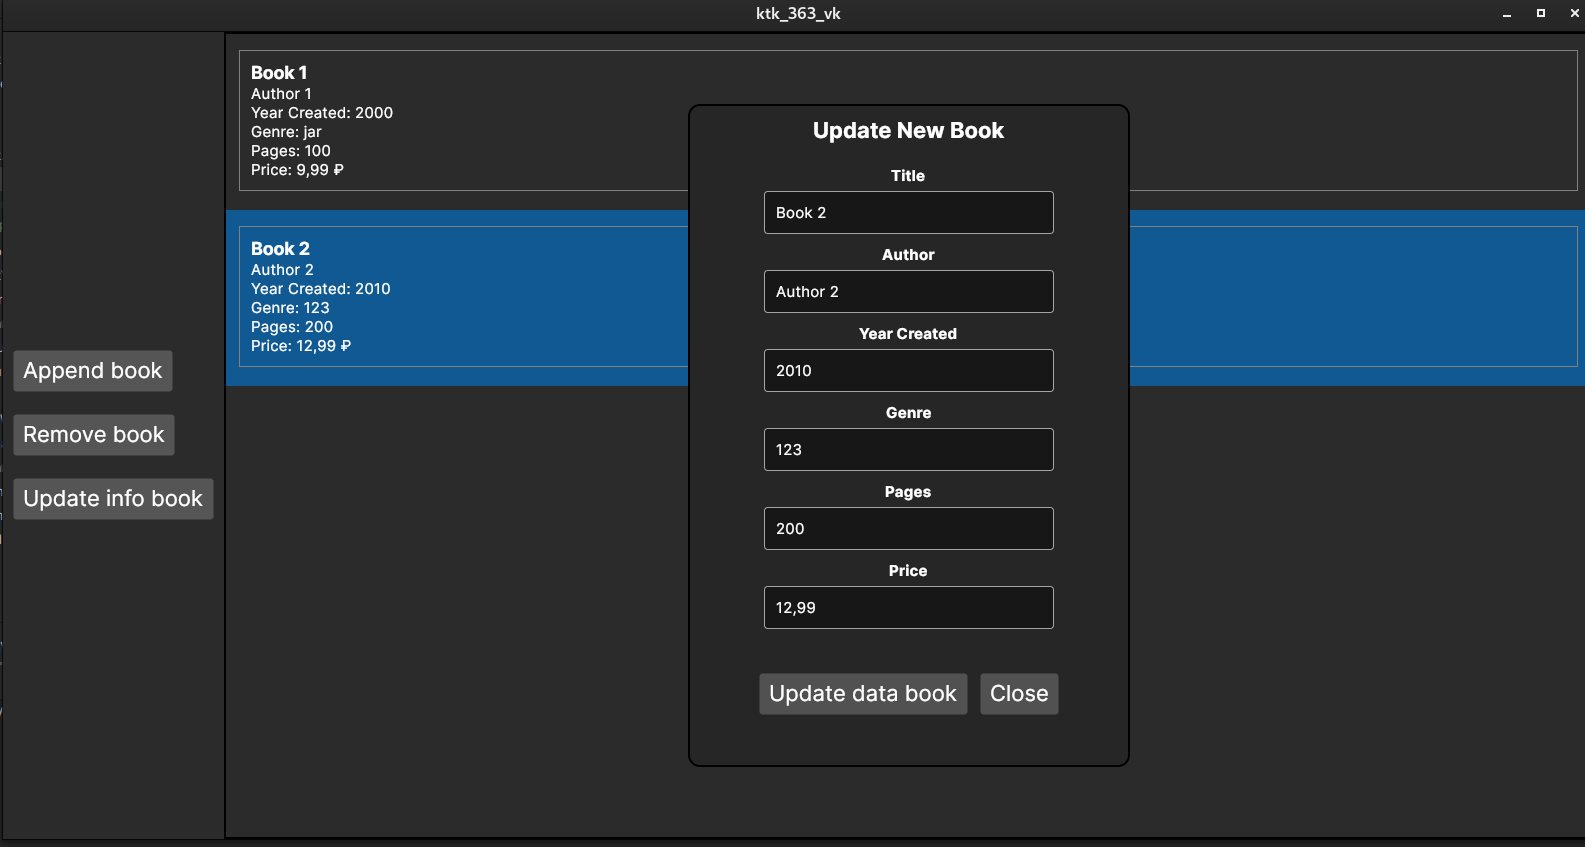 ktk_363_vk
Book 1
Author 1
Year Created: 2000
Genre: jar
Pages: 100
Price: 9,99 ₽
Book 2
Author 2
Year Created: 2010
Genre: 123
Pages: 200
Price: 12,99 ₽
Append book
Remove book
Update info book
Update New Book
Title
Book 2
Author
Author 2
Year Created
2010
Genre
123
Pages
200
Price
12,99
Update data book
Close